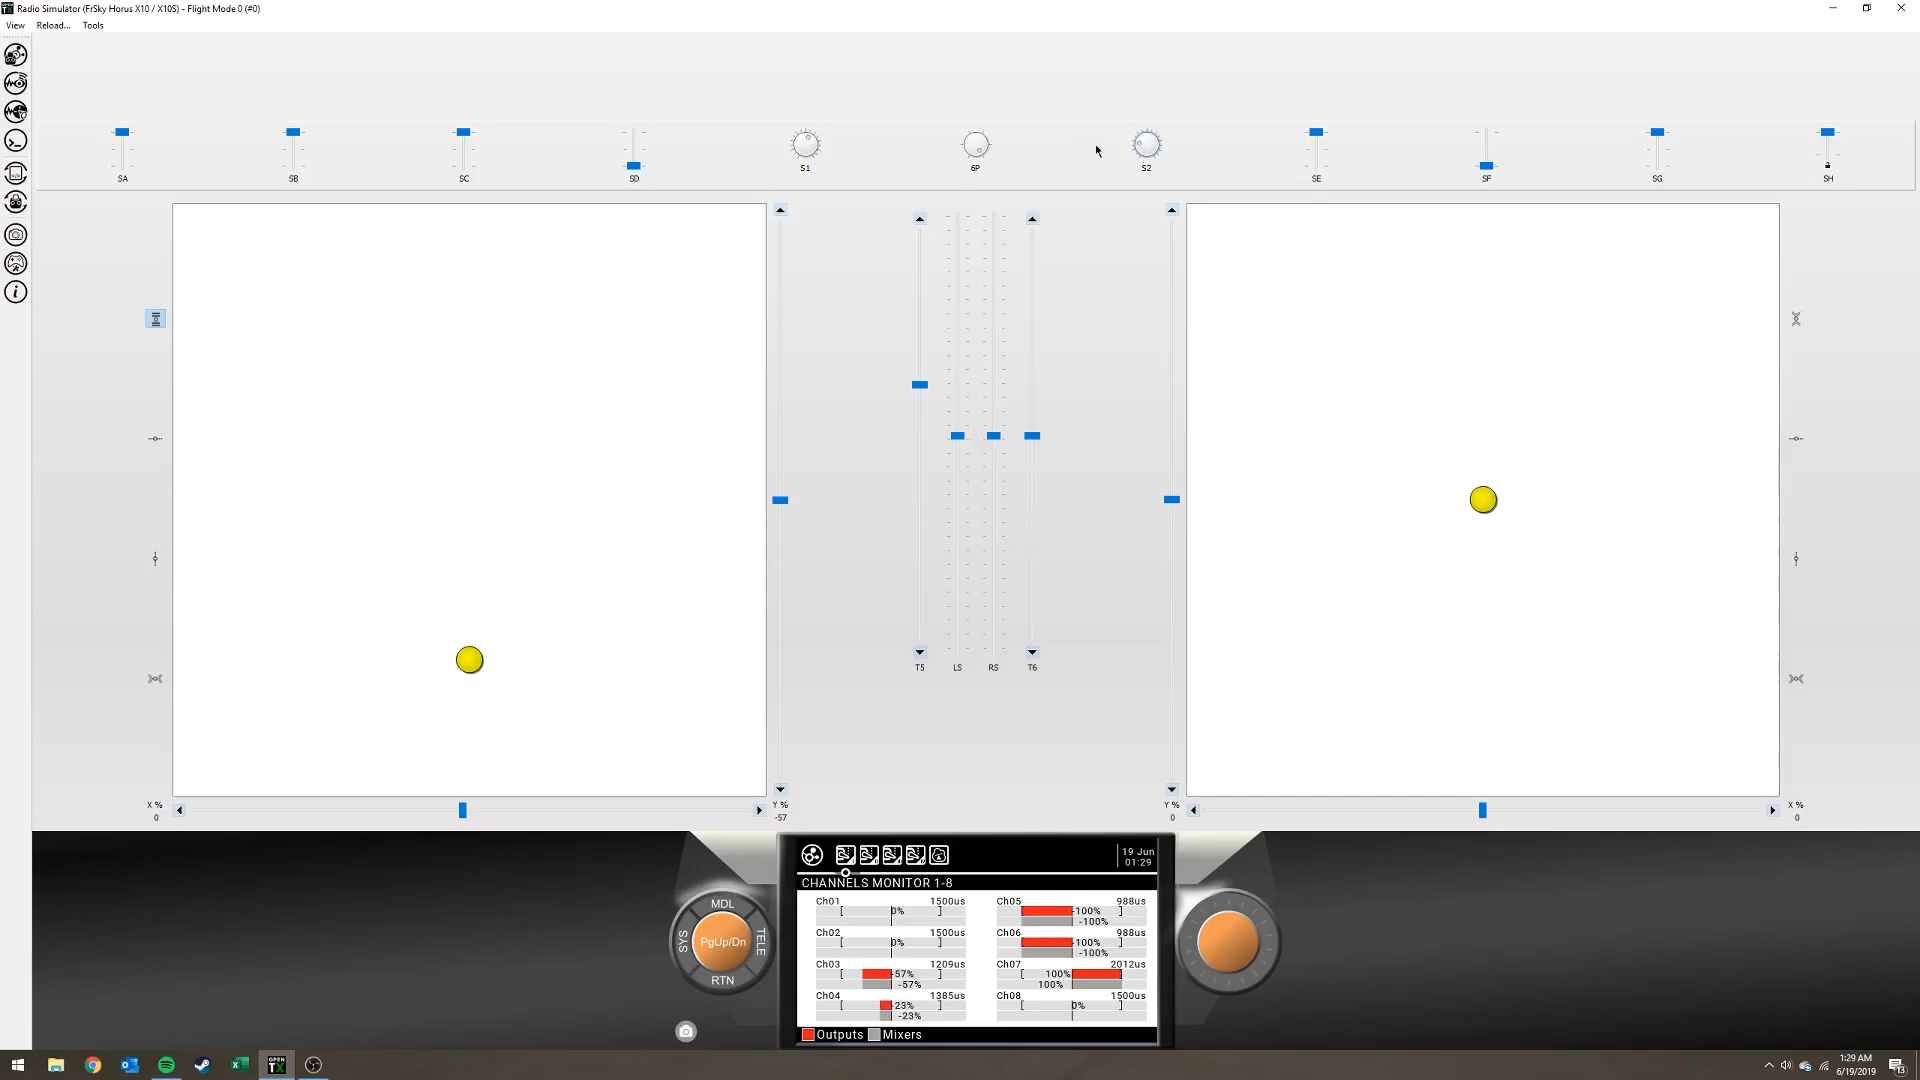 Radio Simulator (FrSky Horus X10 / X10S) - Flight Mode 0 (#0)
View Reload... Tools
SA SB SC SD S1 6P S2 SE SF SG SH
T5 LS RS T6
X % Y % Y % X %
0 -57 0 0
19 Jun
01:29
CHANNELS MONITOR 1-8
Ch01 1500us Ch05 988us
0% -100%
-100%
Ch02 1500us Ch06 988us
0% -100%
-100%
Ch03 1209us Ch07 2012us
-57% 100%
-57% 100%
Ch04 1385us Ch08 1500us
-23% 0%
-23%
Outputs Mixers
MDL
SYS PgUp/Dn TELE
RTN
OPEN
TX
1:29 AM
6/19/2019
13